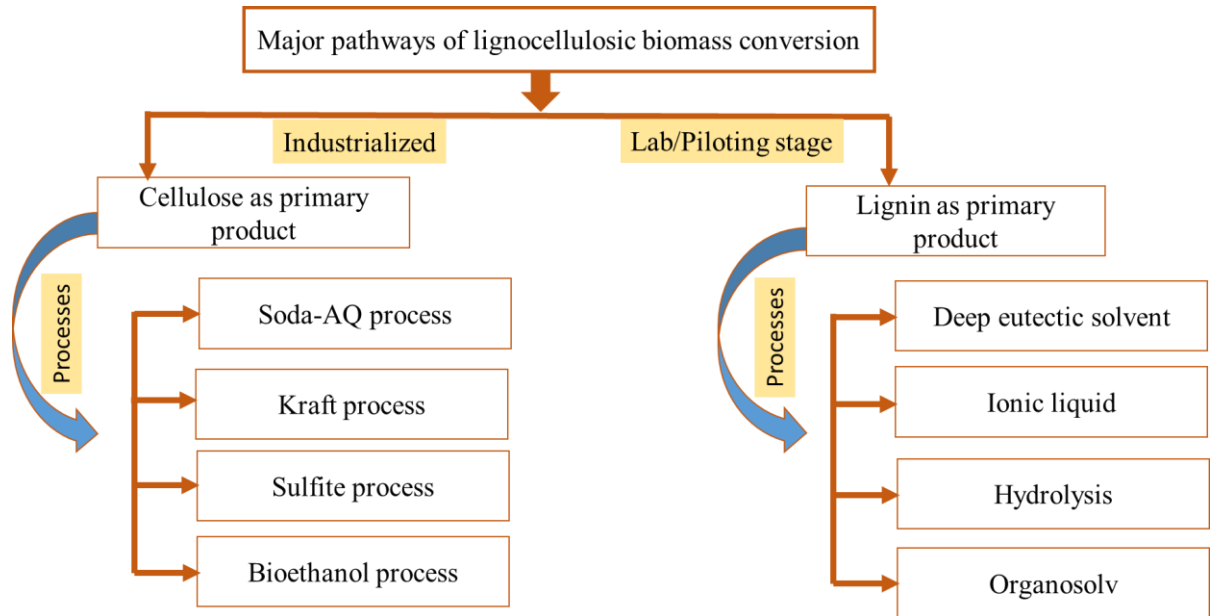 Major pathways of lignocellulosic biomass conversion
Industrialized
Lab/Piloting stage
Cellulose as primary
product
Processes
Soda-AQ process
Kraft process
Sulfite process
Bioethanol process
Lignin as primary
product
Processes
Deep eutectic solvent
Ionic liquid
Hydrolysis
Organosolv